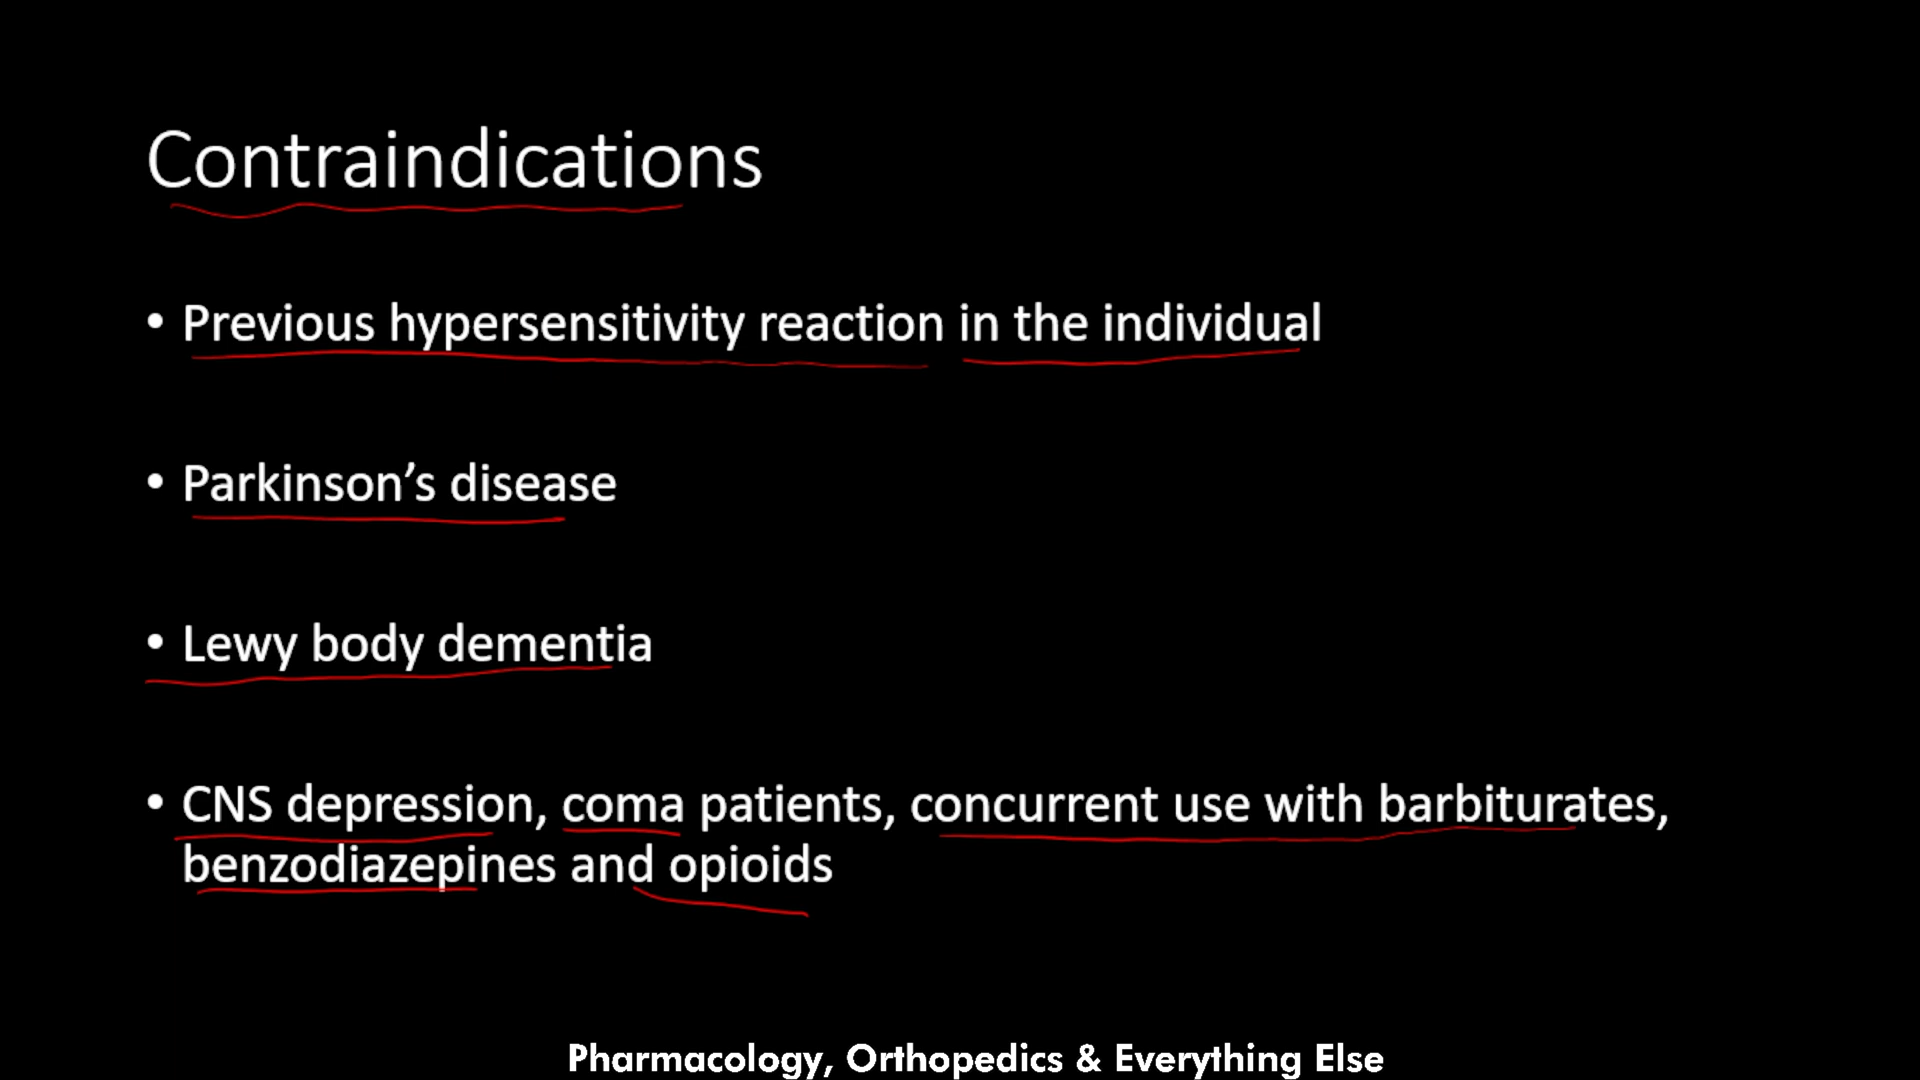 Contraindications
• Previous hypersensitivity reaction in the individual
• Parkinson’s disease
• Lewy body dementia
• CNS depression, coma patients, concurrent use with barbiturates,
benzodiazepines and opioids
Pharmacology, Orthopedics & Everything Else